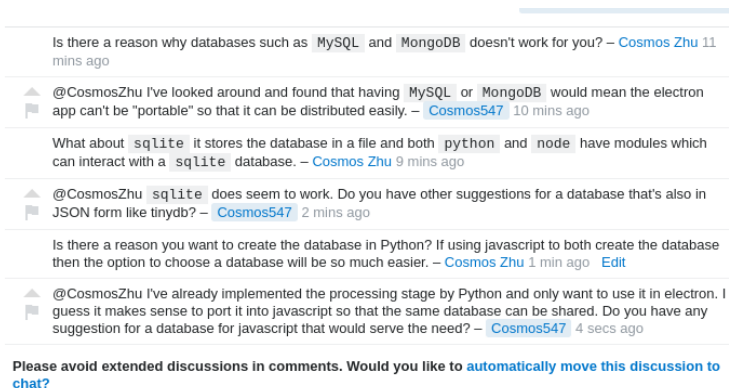 Is there a reason why databases such as MySQL and MongoDB doesn't work for you? – Cosmos Zhu 11
mins ago
@CosmosZhu I've looked around and found that having MySQL or MongoDB would mean the electron
app can't be "portable" so that it can be distributed easily. – Cosmos547 10 mins ago
What about sqlite it stores the database in a file and both python and node have modules which
can interact with a sqlite database. – Cosmos Zhu 9 mins ago
@CosmosZhu sqlite does seem to work. Do you have other suggestions for a database that's also in
JSON form like tinydb? – Cosmos547 2 mins ago
Is there a reason you want to create the database in Python? If using javascript to both create the database
then the option to choose a database will be so much easier. – Cosmos Zhu 1 min ago Edit
@CosmosZhu I've already implemented the processing stage by Python and only want to use it in electron. I
guess it makes sense to port it into javascript so that the same database can be shared. Do you have any
suggestion for a database for javascript that would serve the need? – Cosmos547 4 secs ago
Please avoid extended discussions in comments. Would you like to automatically move this discussion to
chat?